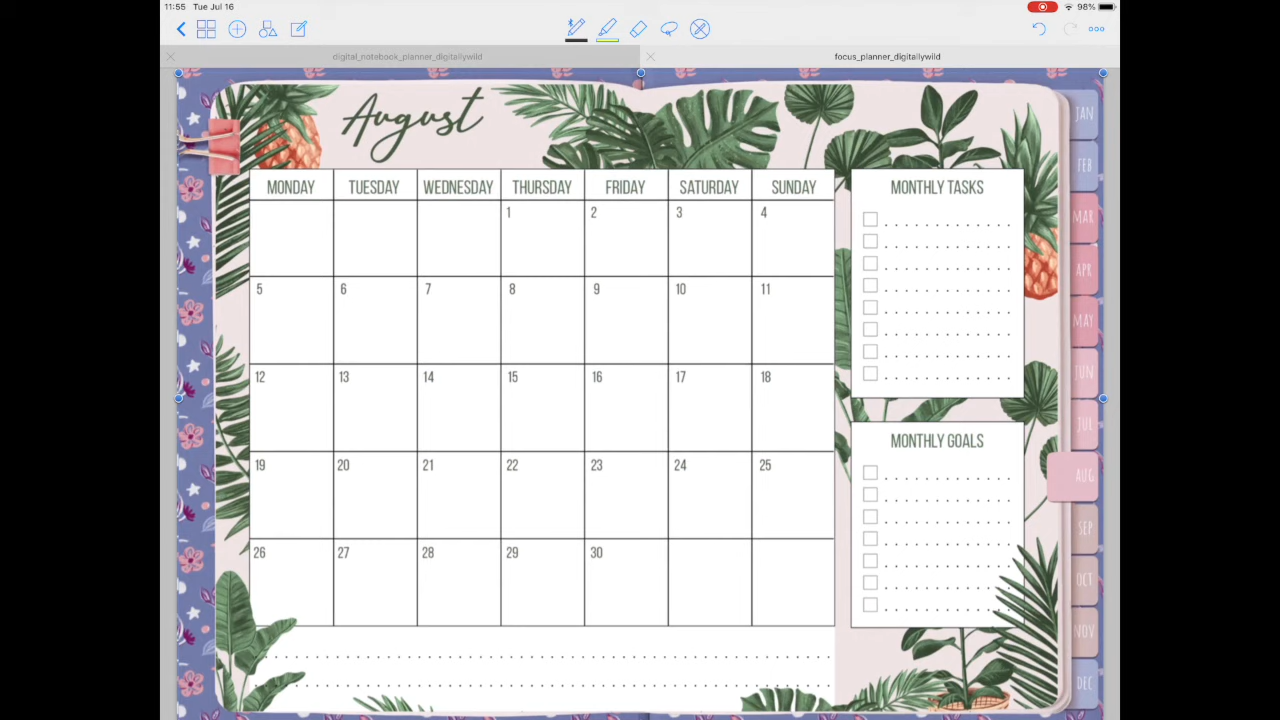 11:55 Tue Jul 16 98%
digital_notebook_planner_digitallywild focus_planner_digitallywild
August
MONDAY TUESDAY WEDNESDAY THURSDAY FRIDAY SATURDAY SUNDAY
1 2 3 4
5 6 7 8 9 10 11
12 13 14 15 16 17 18
19 20 21 22 23 24 25
26 27 28 29 30
MONTHLY TASKS
MONTHLY GOALS
JAN
FEB
MAR
APR
MAY
JUN
JUL
AUG
SEP
OCT
NOV
DEC